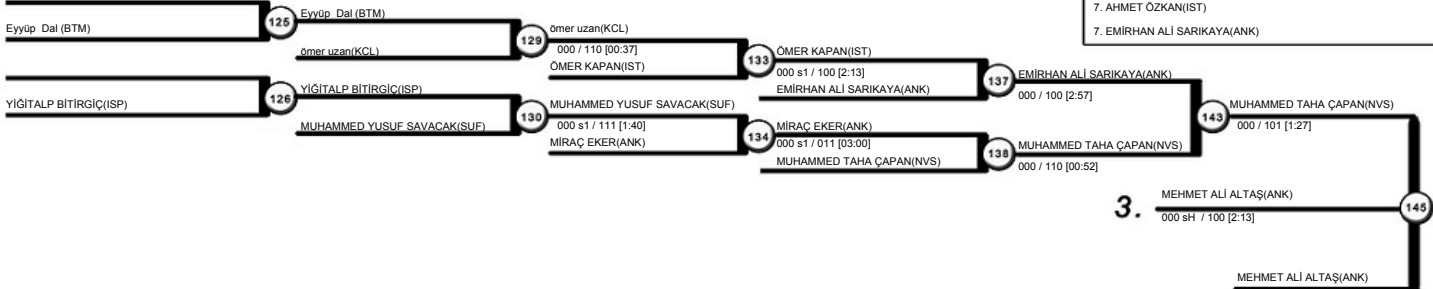 7. AHMET ÖZKAN(IST)
7. EMİRHAN ALİ SARIKAYA(ANK)
Eyyüp Dal (BTM)
125
Eyyüp Dal (BTM)
ömer uzan(KCL)
129
ömer uzan(KCL)
000 / 110 [00:37]
ÖMER KAPAN(IST)
133
ÖMER KAPAN(IST)
000 s1 / 100 [2:13]
EMİRHAN ALİ SARIKAYA(ANK)
137
EMİRHAN ALİ SARIKAYA(ANK)
000 / 100 [2:57]
YİĞİTALP BİTİRGİÇ(ISP)
126
YİĞİTALP BİTİRGİÇ(ISP)
MUHAMMED YUSUF SAVACAK(SUF)
130
MUHAMMED YUSUF SAVACAK(SUF)
000 s1 / 111 [1:40]
MİRAÇ EKER(ANK)
134
MİRAÇ EKER(ANK)
000 s1 / 011 [03:00]
MUHAMMED TAHA ÇAPAN(NVS)
138
MUHAMMED TAHA ÇAPAN(NVS)
000 / 110 [00:52]
143
MUHAMMED TAHA ÇAPAN(NVS)
000 / 101 [1:27]
3.
MEHMET ALİ ALTAŞ(ANK)
000 sH / 100 [2:13]
145
MEHMET ALİ ALTAŞ(ANK)